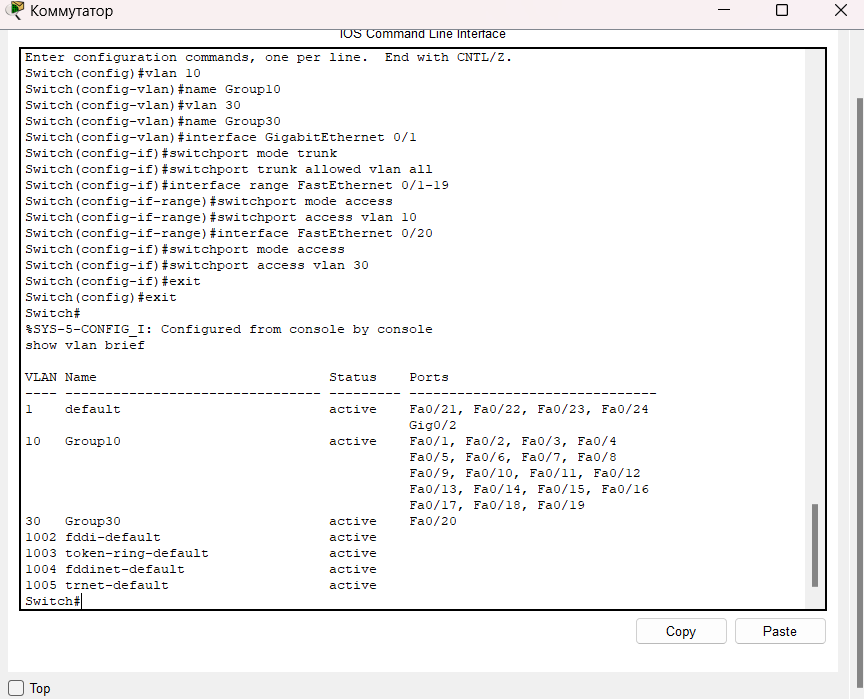 Коммутатор
IOS Command Line Interface
Enter configuration commands, one per line.  End with CNTL/Z.
Switch(config)#vlan 10
Switch(config-vlan)#name Group10
Switch(config-vlan)#vlan 30
Switch(config-vlan)#name Group30
Switch(config-vlan)#interface GigabitEthernet 0/1
Switch(config-if)#switchport mode trunk
Switch(config-if)#switchport trunk allowed vlan all
Switch(config-if)#interface range FastEthernet 0/1-19
Switch(config-if-range)#switchport mode access
Switch(config-if-range)#switchport access vlan 10
Switch(config-if-range)#interface FastEthernet 0/20
Switch(config-if)#switchport mode access
Switch(config-if)#switchport access vlan 30
Switch(config-if)#exit
Switch(config)#exit
Switch#
%SYS-5-CONFIG_I: Configured from console by console
show vlan brief
VLAN Name                             Status    Ports
---- -------------------------------- --------- -------------------------------
1    default                          active    Fa0/21, Fa0/22, Fa0/23, Fa0/24
                                                Gig0/2
10   Group10                          active    Fa0/1, Fa0/2, Fa0/3, Fa0/4
                                                Fa0/5, Fa0/6, Fa0/7, Fa0/8
                                                Fa0/9, Fa0/10, Fa0/11, Fa0/12
                                                Fa0/13, Fa0/14, Fa0/15, Fa0/16
                                                Fa0/17, Fa0/18, Fa0/19
30   Group30                          active    Fa0/20
1002 fddi-default                     active
1003 token-ring-default               active
1004 fddinet-default                  active
1005 trnet-default                    active
Switch#
Copy Paste
Top